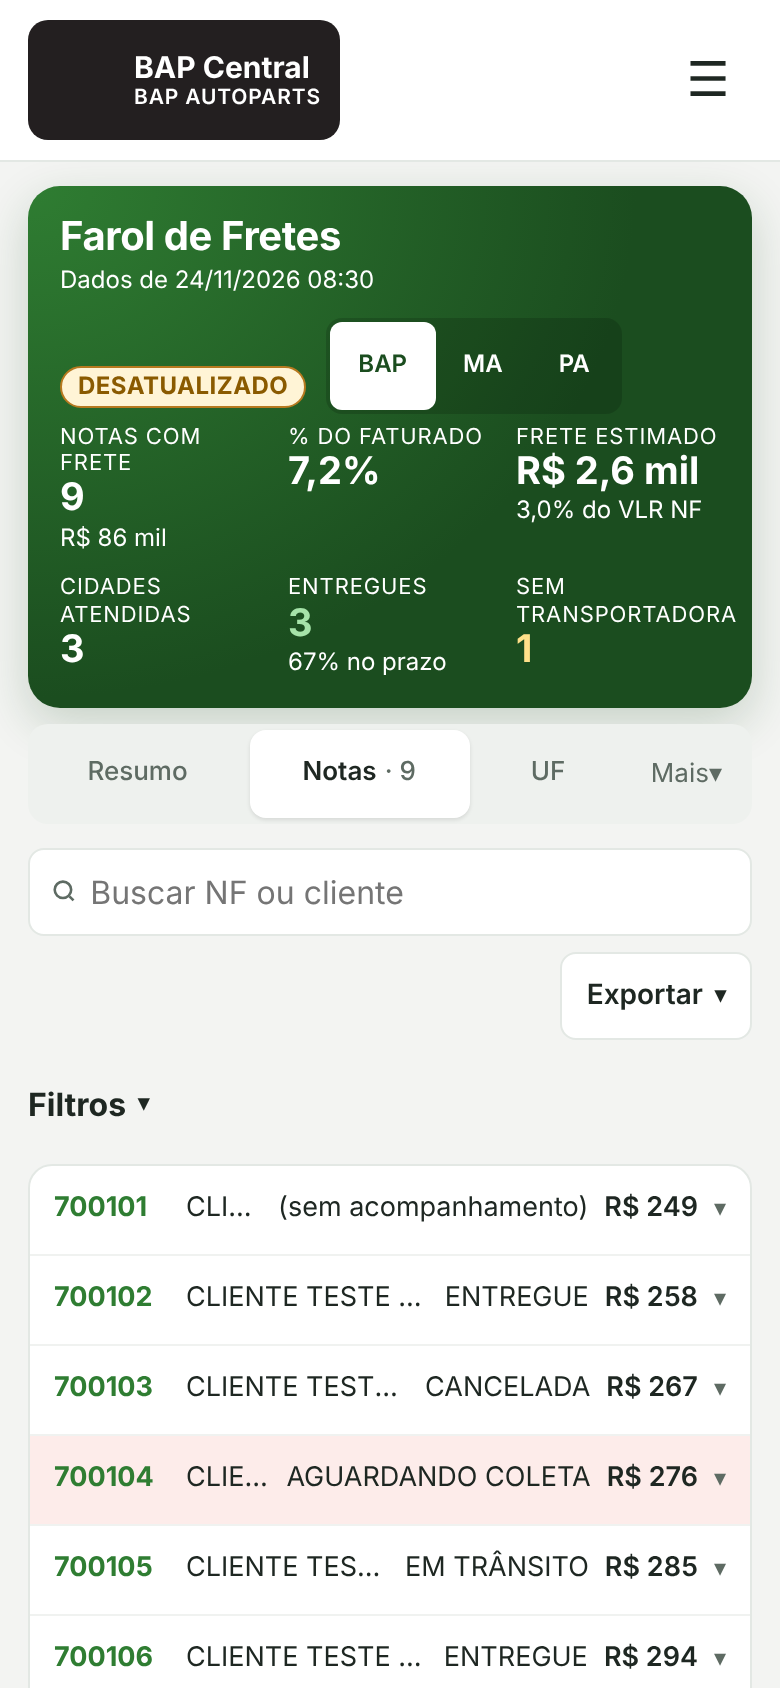 BAP Central
BAP AUTOPARTS
☰
Farol de Fretes
Dados de 24/11/2026 08:30
DESATUALIZADO
BAP MA PA
NOTAS COM FRETE
9
R$ 86 mil
% DO FATURADO
7,2%
FRETE ESTIMADO
R$ 2,6 mil
3,0% do VLR NF
CIDADES ATENDIDAS
3
ENTREGUES
3
67% no prazo
SEM TRANSPORTADORA
1
Resumo Notas · 9 UF Mais▾
Buscar NF ou cliente
Exportar ▾
Filtros ▾
700101 CLI... (sem acompanhamento) R$ 249 ▾
700102 CLIENTE TESTE ... ENTREGUE R$ 258 ▾
700103 CLIENTE TEST... CANCELADA R$ 267 ▾
700104 CLIE... AGUARDANDO COLETA R$ 276 ▾
700105 CLIENTE TES... EM TRÂNSITO R$ 285 ▾
700106 CLIENTE TESTE ... ENTREGUE R$ 294 ▾